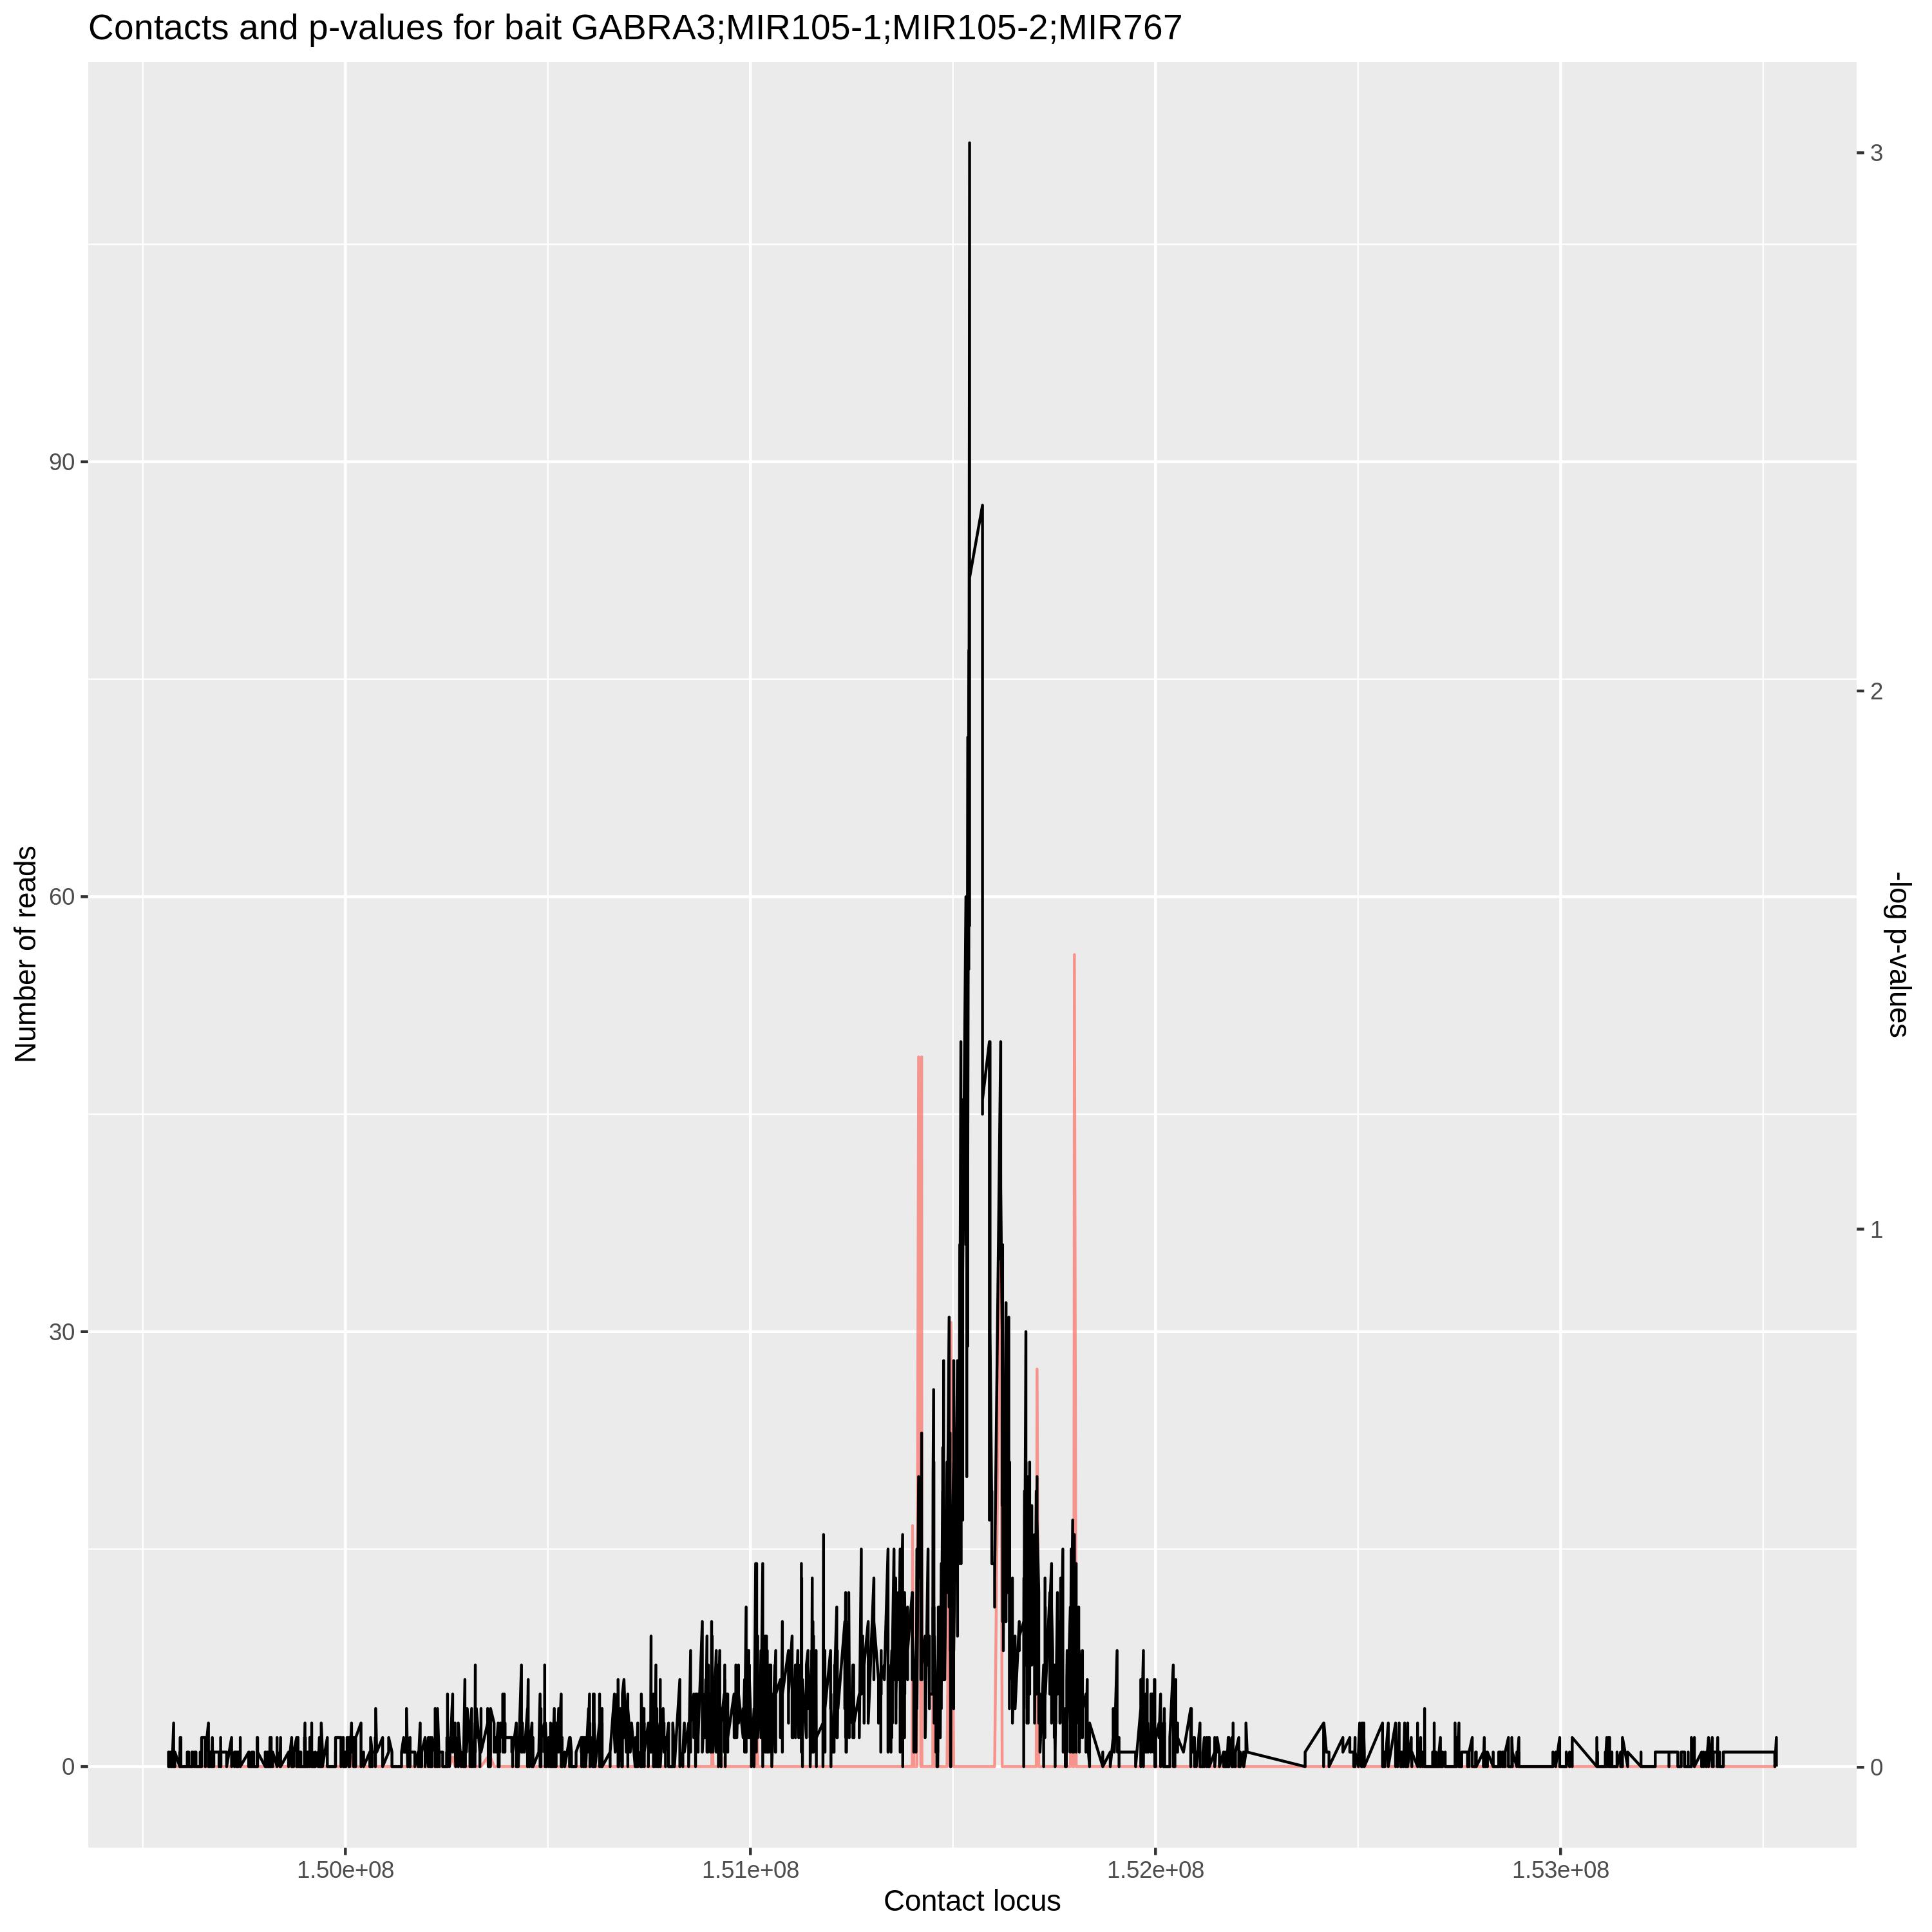 Contacts and p-values for bait GABRA3;MIR105-1;MIR105-2;MIR767
3
90
2
Number of reads
60
-log p-values
1
30
0
0
1.50e+08
1.51e+08
1.52e+08
1.53e+08
Contact locus